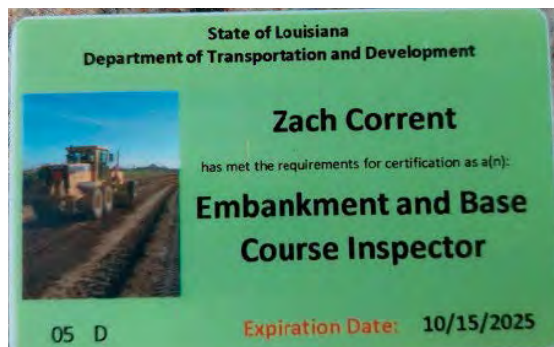 State of Louisiana
Department of Transportation and Development
Zach Corrent
has met the requirements for certification as a(n):
Embankment and Base
Course Inspector
05 D
Expiration Date: 10/15/2025